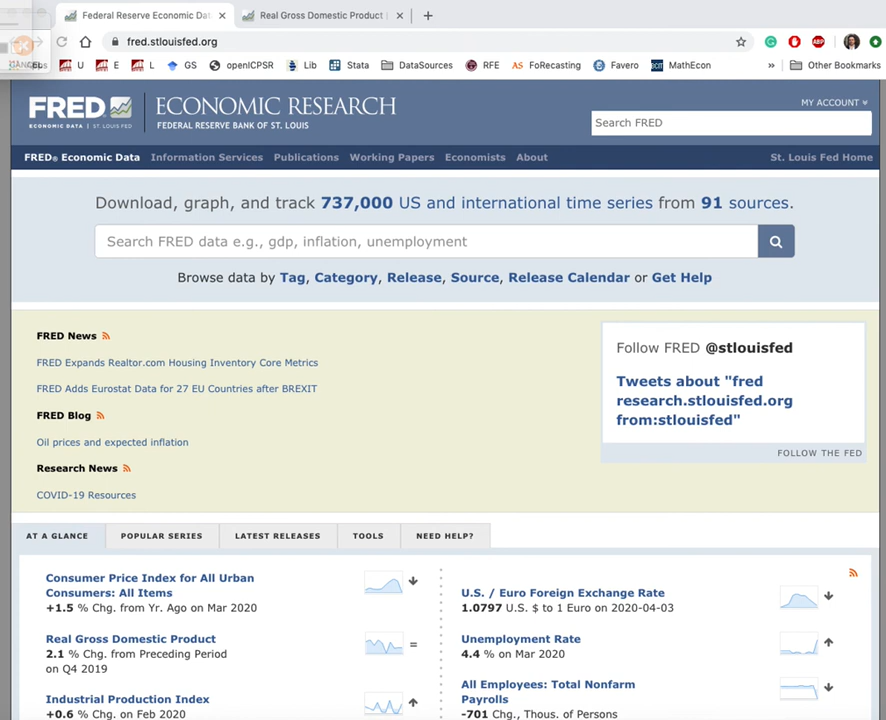 Federal Reserve Economic Dat
Real Gross Domestic Product |
fred.stlouisfed.org
U
E
L
GS
openICPSR
Lib
Stata
DataSources
RFE
AS FoRecasting
Favero
MathEcon
»
Other Bookmarks
FRED
ECONOMIC DATA | ST. LOUIS FED
ECONOMIC RESEARCH
FEDERAL RESERVE BANK OF ST. LOUIS
MY ACCOUNT
Search FRED
FRED® Economic Data
Information Services
Publications
Working Papers
Economists
About
St. Louis Fed Home
Download, graph, and track 737,000 US and international time series from 91 sources.
Search FRED data e.g., gdp, inflation, unemployment
Browse data by Tag, Category, Release, Source, Release Calendar or Get Help
FRED News
FRED Expands Realtor.com Housing Inventory Core Metrics
FRED Adds Eurostat Data for 27 EU Countries after BREXIT
FRED Blog
Oil prices and expected inflation
Research News
COVID-19 Resources
Follow FRED @stlouisfed
Tweets about "fred
research.stlouisfed.org
from:stlouisfed"
FOLLOW THE FED
AT A GLANCE
POPULAR SERIES
LATEST RELEASES
TOOLS
NEED HELP?
Consumer Price Index for All Urban
Consumers: All Items
+1.5 % Chg. from Yr. Ago on Mar 2020
Real Gross Domestic Product
2.1 % Chg. from Preceding Period
on Q4 2019
=
Industrial Production Index
+0.6 % Chg. on Feb 2020
U.S. / Euro Foreign Exchange Rate
1.0797 U.S. $ to 1 Euro on 2020-04-03
Unemployment Rate
4.4 % on Mar 2020
All Employees: Total Nonfarm
Payrolls
-701 Chg., Thous. of Persons